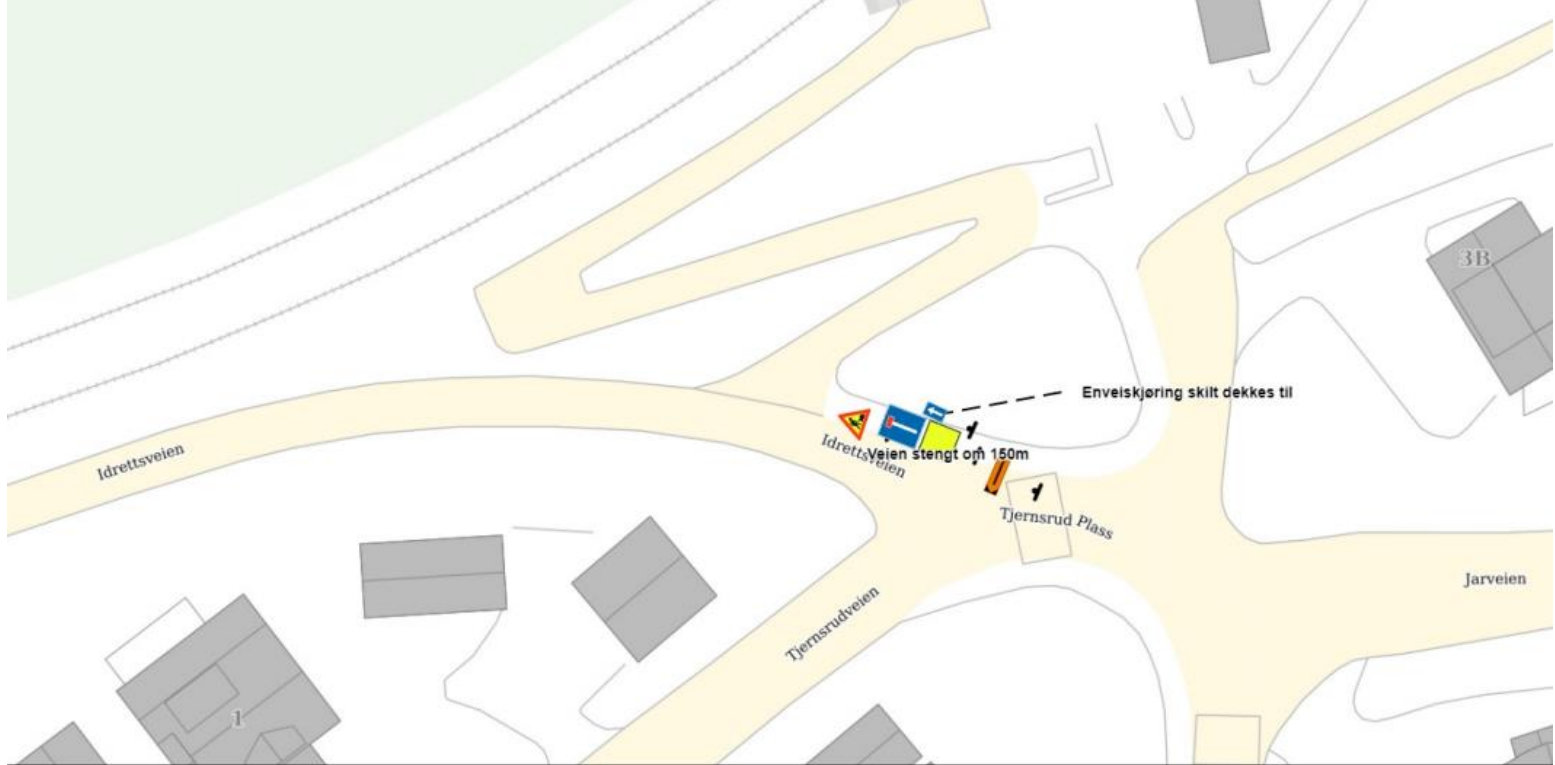 3B
Enveiskjøring skilt dekkes til
Idrettsveien
Idrettsveien
Veien stengt om 150m
Tjernsrud Plass
Jarveien
Tjernsrudveien
1